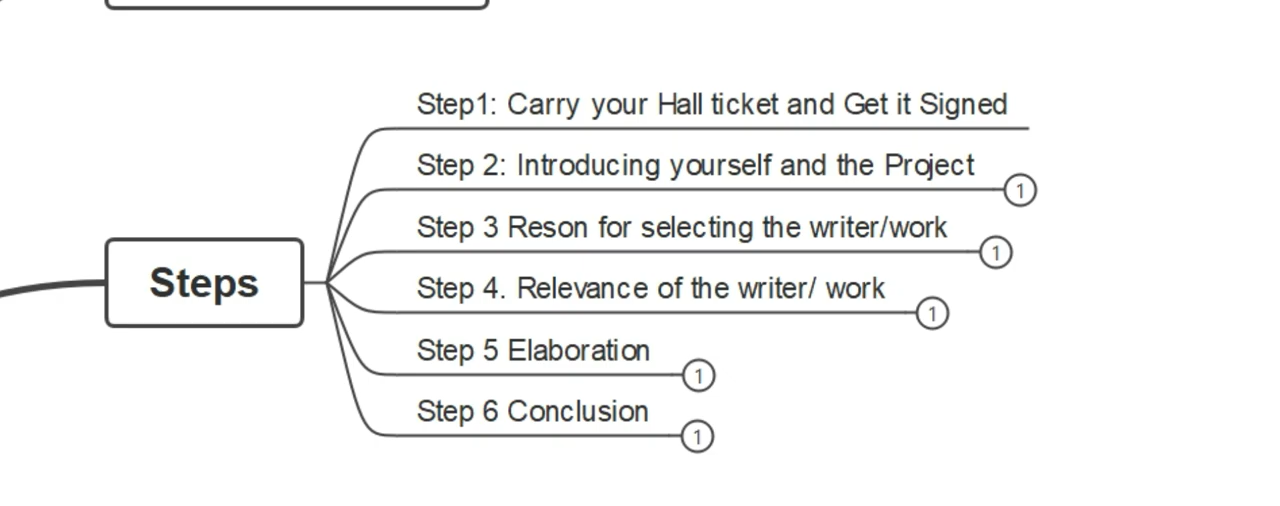 Steps
Step1: Carry your Hall ticket and Get it Signed
Step 2: Introducing yourself and the Project
1
Step 3 Reson for selecting the writer/work
1
Step 4. Relevance of the writer/ work
1
Step 5 Elaboration
1
Step 6 Conclusion
1